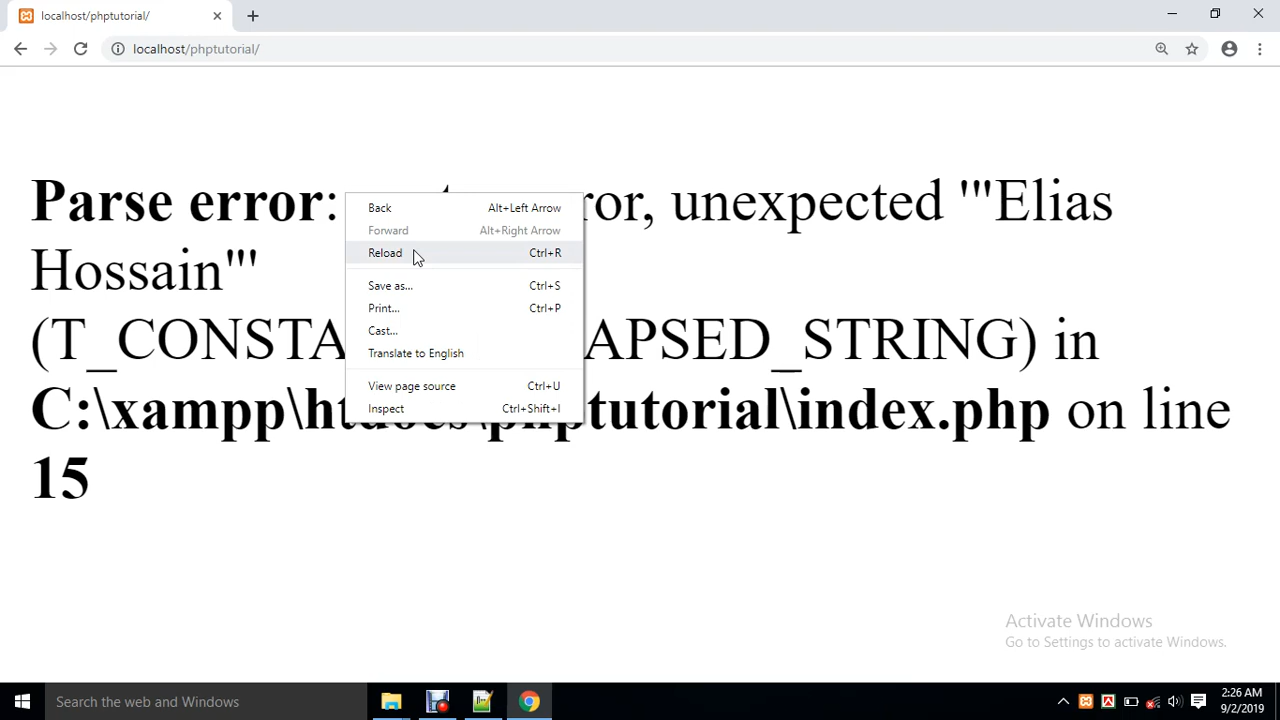 localhost/phptutorial/
localhost/phptutorial/
Parse error: error, unexpected '"Elias
Hossain"'
(T_CONSTA APSED_STRING) in
C:\xampp\htdocs\phptutorial\index.php on line
15
Back Alt+Left Arrow
Forward Alt+Right Arrow
Reload Ctrl+R
Save as... Ctrl+S
Print... Ctrl+P
Cast...
Translate to English
View page source Ctrl+U
Inspect Ctrl+Shift+I
Activate Windows
Go to Settings to activate Windows.
Search the web and Windows
2:26 AM
9/2/2019